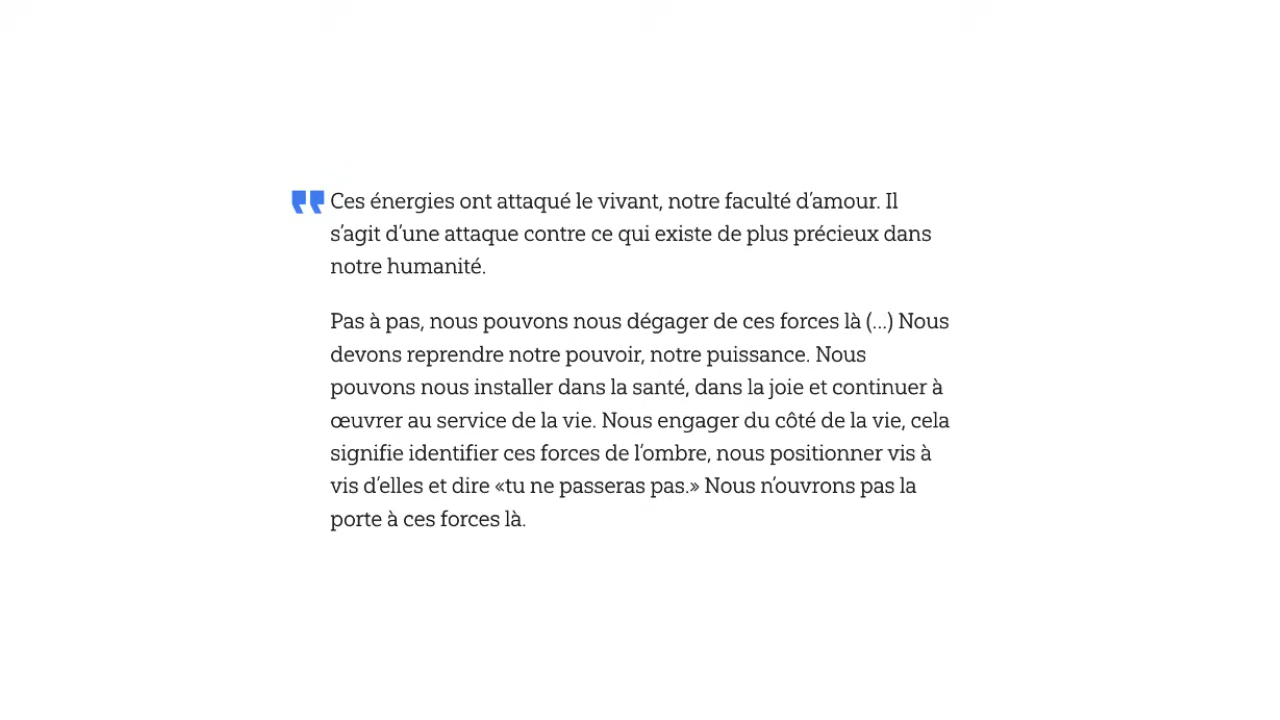 Ces énergies ont attaqué le vivant, notre faculté d’amour. Il
s’agit d’une attaque contre ce qui existe de plus précieux dans
notre humanité.
Pas à pas, nous pouvons nous dégager de ces forces là (...) Nous
devons reprendre notre pouvoir, notre puissance. Nous
pouvons nous installer dans la santé, dans la joie et continuer à
œuvrer au service de la vie. Nous engager du côté de la vie, cela
signifie identifier ces forces de l’ombre, nous positionner vis à
vis d’elles et dire «tu ne passeras pas.» Nous n’ouvrons pas la
porte à ces forces là.